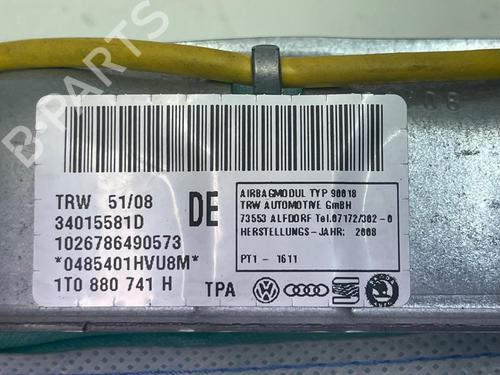 TRW 51/08
34015581D
1026786490573
*0485401HVU8M*
1T0 880 741 H
DE
TPA
AIRBAGMODUL TYP 90018
TRW AUTOMOTIVE GmBH
73553 ALFDORF Tel.07172/302-0
HERSTELLUNGS-JAHR: 2008
PT1 - 1611
B-PARTS